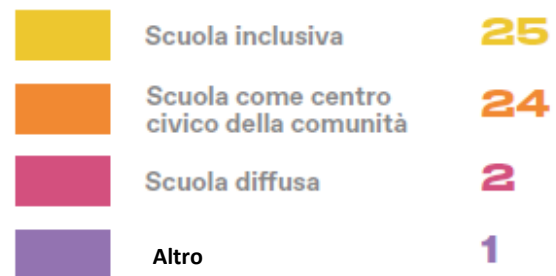 Scuola inclusiva 25
Scuola come centro
civico della comunità 24
Scuola diffusa 2
Altro 1